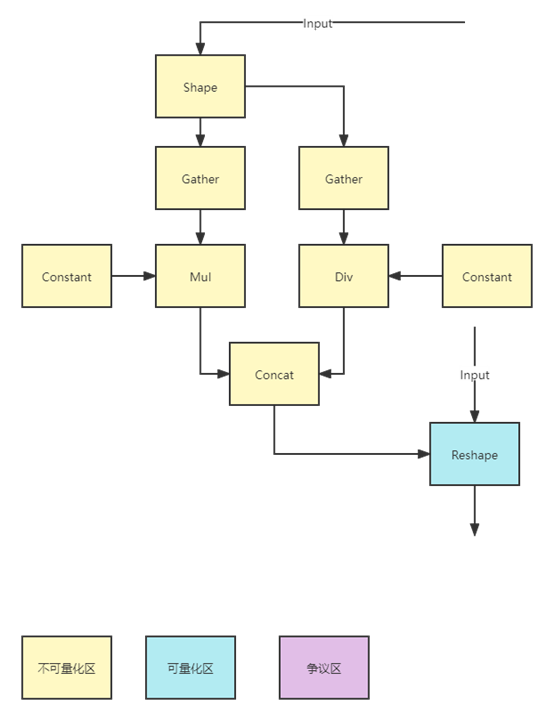 Input
Shape
Gather
Gather
Constant
Mul
Div
Constant
Concat
Input
Reshape
不可量化区
可量化区
争议区